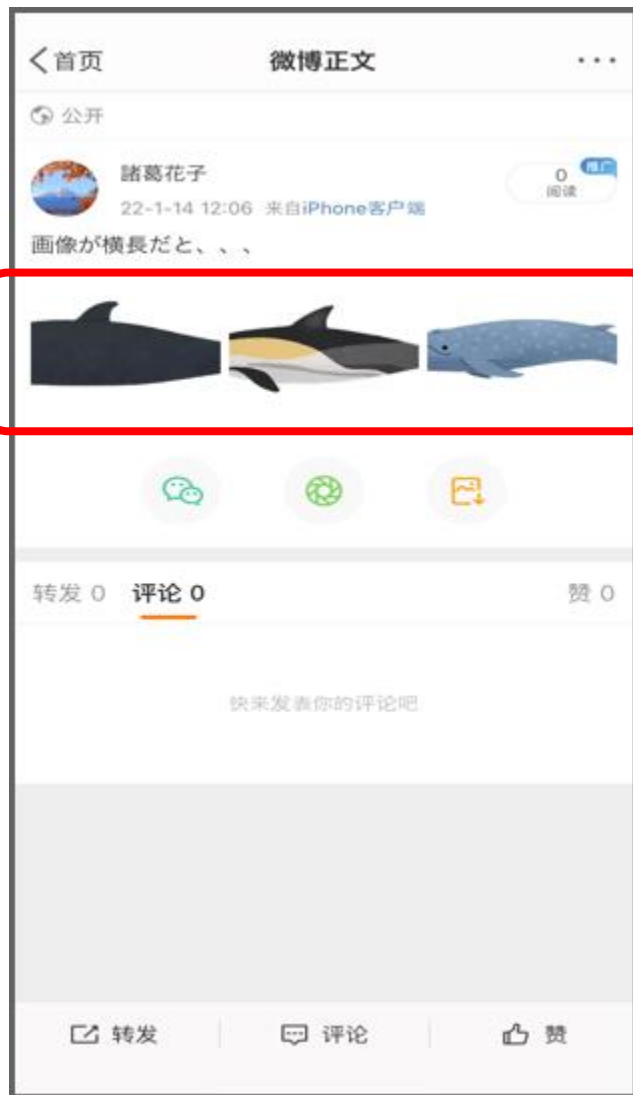 首页
微博正文
公开
諸葛花子
推广
0
阅读
22-1-14 12:06 来自iPhone客户端
画像が横長だと、、、
转发 0 评论 0 赞 0
快来发表你的评论吧
转发 评论 赞